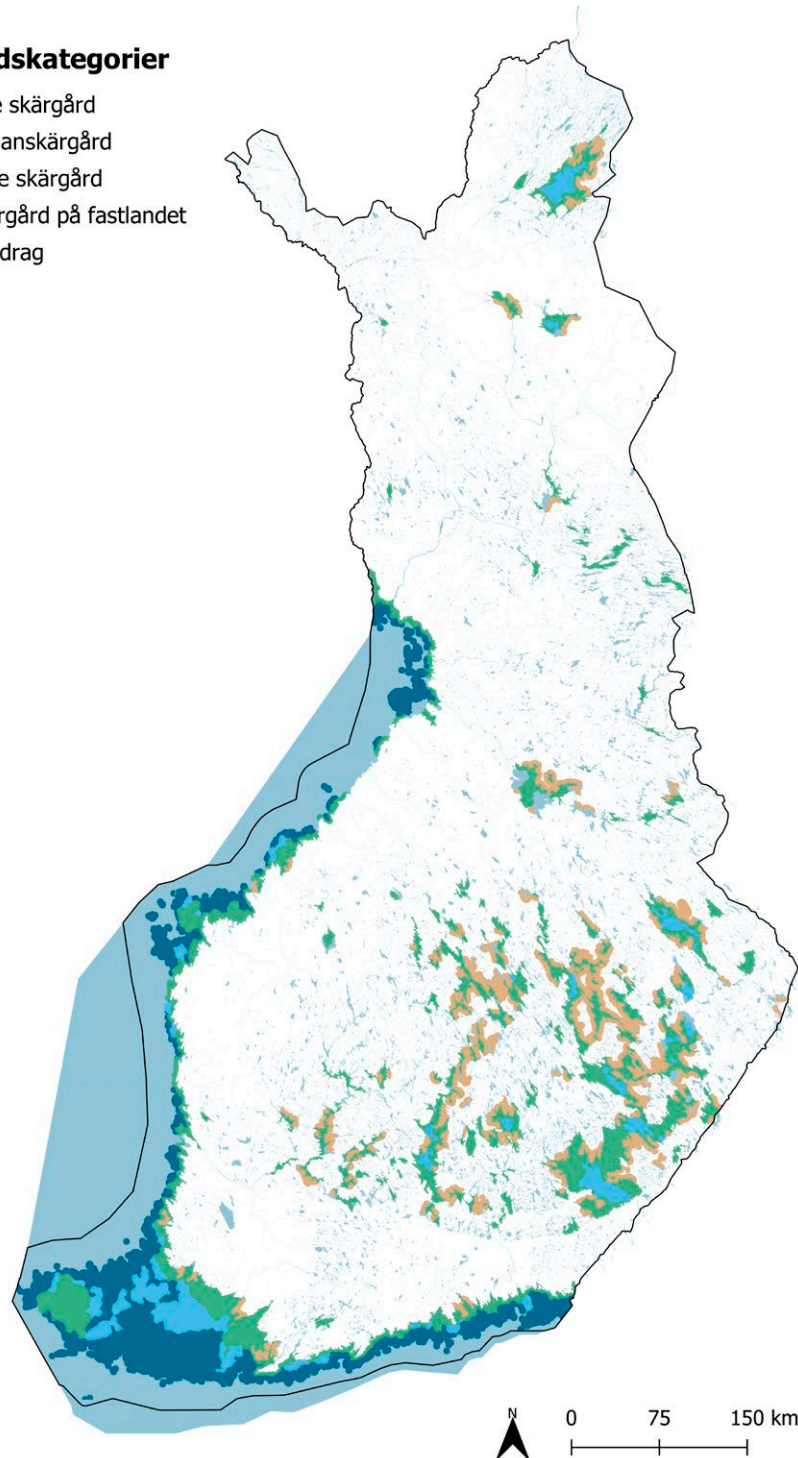 dskategorier
e skärgård
anskärgård
e skärgård
rgård på fastlandet
drag
N
0 75 150 km